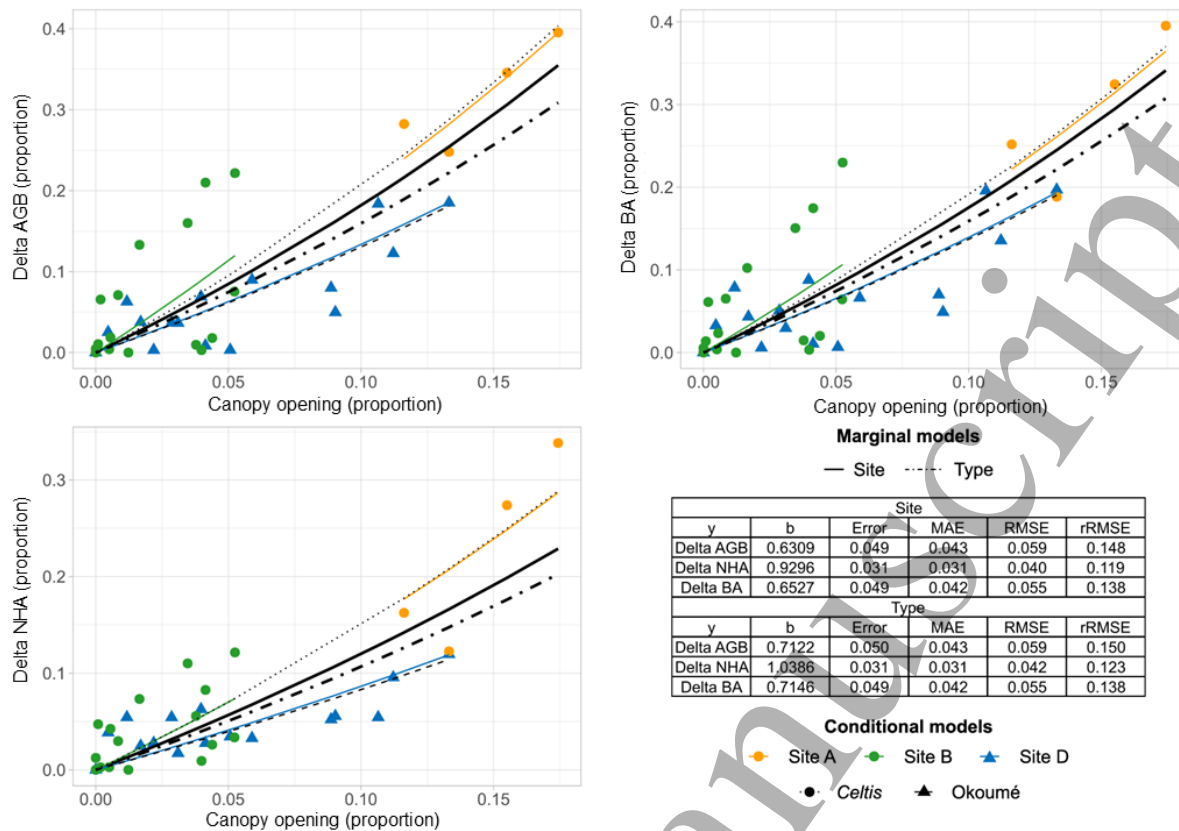 Delta AGB (proportion)
0.4
0.3
0.2
0.1
0.0
0.00 0.05 0.10 0.15
Canopy opening (proportion)
Delta BA (proportion)
0.4
0.3
0.2
0.1
0.0
0.00 0.05 0.10 0.15
Canopy opening (proportion)
Delta NHA (proportion)
0.3
0.2
0.1
0.0
0.00 0.05 0.10 0.15
Canopy opening (proportion)
Marginal models
Site Type
Site
y b Error MAE RMSE rRMSE
Delta AGB 0.6309 0.049 0.043 0.059 0.148
Delta NHA 0.9296 0.031 0.031 0.040 0.119
Delta BA 0.6527 0.049 0.042 0.055 0.138
Type
y b Error MAE RMSE rRMSE
Delta AGB 0.7122 0.050 0.043 0.059 0.150
Delta NHA 1.0386 0.031 0.031 0.042 0.123
Delta BA 0.7146 0.049 0.042 0.055 0.138
Conditional models
Site A Site B Site D
Celtis Okoumé
anuscript